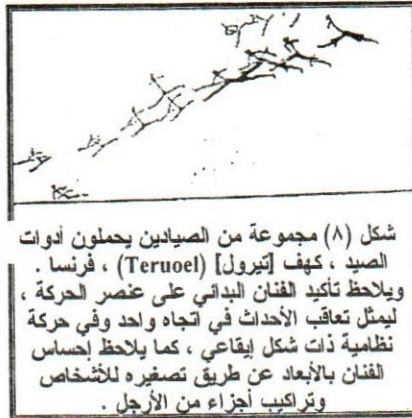 شكل (٨) مجموعة من الصيادين يحملون أدوات
الصيد ، كهف [تيرول] (Teruoel) ، فرنسا .
ويلاحظ تأكيد الفنان البدائي على عنصر الحركة ،
ليمثل تعاقب الأحداث في اتجاه واحد وفي حركة
نظامية ذات شكل إيقاعي ، كما يلاحظ إحساس
الفنان بالأبعاد عن طريق تصغيره للأشخاص
وتراكيب أجزاء من الأرجل .